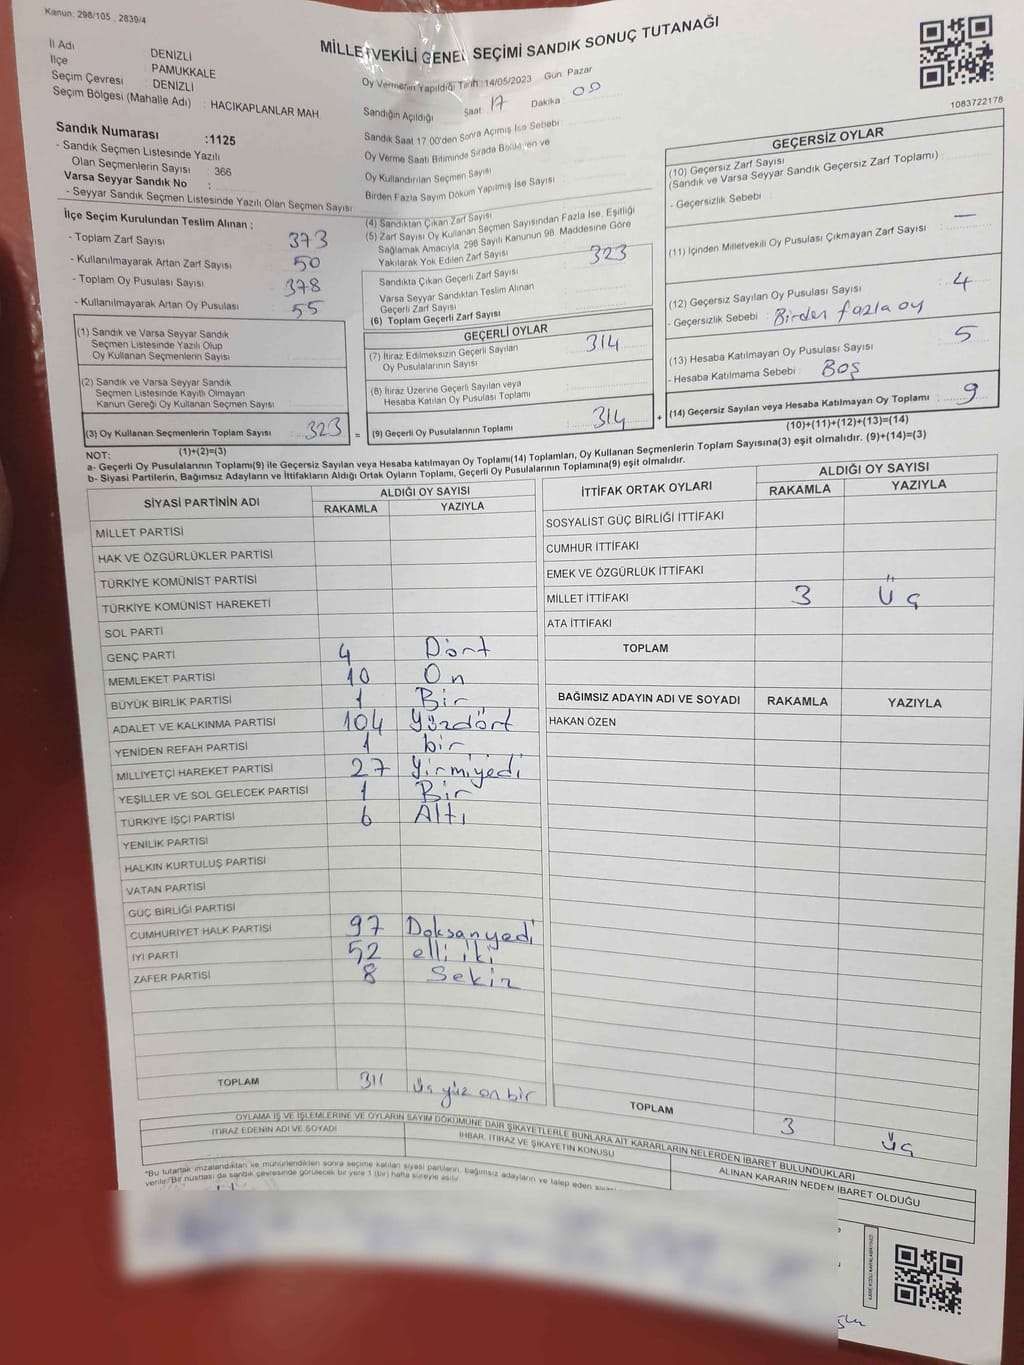 Kanun: 298/105 . 2839/4
MİLLETVEKİLİ GENEL SEÇİMİ SANDIK SONUÇ TUTANAĞI
1083722178
İl Adı : DENİZLİ
İlçe : PAMUKKALE
Seçim Çevresi : DENİZLİ
Seçim Bölgesi (Mahalle Adı) : HACIKAPLANLAR MAH
Sandık Numarası :1125
- Sandık Seçmen Listesinde Yazılı
Olan Seçmenlerin Sayısı : 366
Varsa Seyyar Sandık No :
- Seyyar Sandık Seçmen Listesinde Yazılı Olan Seçmen Sayısı
Oy Vermenin Yapıldığı Tarih :14/05/2023 Gün: Pazar
Sandığın Açıldığı Saat 17 Dakika 00
Sandık Saat 17:00'den Sonra Açmış İse Sebebi :
Oy Verme Saati Bitiminde Sırada Bekleyen ve
Oy Kullandırılan Seçmen Sayısı
Birden Fazla Sayım Döküm Yapılmış İse Sayısı
İlçe Seçim Kurulundan Teslim Alınan ;
- Toplam Zarf Sayısı 373
- Kullanılmayarak Artan Zarf Sayısı 50
- Toplam Oy Pusulası Sayısı 378
- Kullanılmayarak Artan Oy Pusulası 55
(1) Sandık ve Varsa Seyyar Sandık
Seçmen Listesinde Yazılı Olup
Oy Kullanan Seçmenlerin Sayısı
(2) Sandık ve Varsa Seyyar Sandık
Seçmen Listesinde Kayıtlı Olmayan
Kanun Gereği Oy Kullanan Seçmen Sayısı
(3) Oy Kullanan Seçmenlerin Toplam Sayısı 323 =
(1)+(2)=(3)
(4) Sandıktan Çıkan Zarf Sayısı
(5) Zarf Sayısı Oy Kullanan Seçmen Sayısından Fazla İse, Eşitliği
Sağlamak Amacıyla, 298 Sayılı Kanunun 98. Maddesine Göre
Yakılarak Yok Edilen Zarf Sayısı 323
Sandıkta Çıkan Geçerli Zarf Sayısı
Varsa Seyyar Sandıktan Teslim Alınan
Geçerli Zarf Sayısı
(6) Toplam Geçerli Zarf Sayısı
GEÇERLİ OYLAR
(7) İtiraz Edilmeksizin Geçerli Sayılan
Oy Pusulalarının Sayısı 314
(8) İtiraz Üzerine Geçerli Sayılan veya
Hesaba Katılan Oy Pusulası Toplamı
(9) Geçerli Oy Pusulalarının Toplamı 314 +
GEÇERSİZ OYLAR
(10) Geçersiz Zarf Sayısı
(Sandık ve Varsa Seyyar Sandık Geçersiz Zarf Toplamı) :
- Geçersizlik Sebebi :
(11) İçinden Milletvekili Oy Pusulası Çıkmayan Zarf Sayısı : —
(12) Geçersiz Sayılan Oy Pusulası Sayısı : 4
- Geçersizlik Sebebi : Birden fazla oy
(13) Hesaba Katılmayan Oy Pusulası Sayısı 5
- Hesaba Katılmama Sebebi : Boş
(14) Geçersiz Sayılan veya Hesaba Katılmayan Oy Toplamı : 9
(10)+(11)+(12)+(13)=(14)
NOT:
a- Geçerli Oy Pusulalarının Toplamı(9) ile Geçersiz Sayılan veya Hesaba katılmayan Oy Toplamı(14) Toplamları, Oy Kullanan Seçmenlerin Toplam Sayısına(3) eşit olmalıdır. (9)+(14)=(3)
b- Siyasi Partilerin, Bağımsız Adayların ve İttifakların Aldığı Ortak Oyların Toplamı, Geçerli Oy Pusulalarının Toplamına(9) eşit olmalıdır.
SİYASİ PARTİNİN ADI ALDIĞI OY SAYISI
RAKAMLA YAZIYLA
MİLLET PARTİSİ
HAK VE ÖZGÜRLÜKLER PARTİSİ
TÜRKİYE KOMÜNİST PARTİSİ
TÜRKİYE KOMÜNİST HAREKETİ
SOL PARTİ
GENÇ PARTİ 4 Dört
MEMLEKET PARTİSİ 10 On
BÜYÜK BİRLİK PARTİSİ 1 Bir
ADALET VE KALKINMA PARTİSİ 104 Yüzdört
YENİDEN REFAH PARTİSİ 1 bir
MİLLİYETÇİ HAREKET PARTİSİ 27 Yirmiyedi
YEŞİLLER VE SOL GELECEK PARTİSİ 1 Bir
TÜRKİYE İŞÇİ PARTİSİ 6 Altı
YENİLİK PARTİSİ
HALKIN KURTULUŞ PARTİSİ
VATAN PARTİSİ
GÜÇ BİRLİĞİ PARTİSİ
CUMHURİYET HALK PARTİSİ 97 Doksanyedi
İYİ PARTİ 52 elli iki
ZAFER PARTİSİ 8 Sekiz
TOPLAM 311 üç yüz on bir
İTTİFAK ORTAK OYLARI ALDIĞI OY SAYISI
RAKAMLA YAZIYLA
SOSYALİST GÜÇ BİRLİĞİ İTTİFAKI
CUMHUR İTTİFAKI
EMEK VE ÖZGÜRLÜK İTTİFAKI
MİLLET İTTİFAKI 3 Üç
ATA İTTİFAKI
TOPLAM
BAĞIMSIZ ADAYIN ADI VE SOYADI RAKAMLA YAZIYLA
HAKAN ÖZEN
TOPLAM 3 Üç
OYLAMA İŞ VE İŞLEMLERİNE VE OYLARIN SAYIM DÖKÜMÜNE DAİR ŞİKAYETLERLE BUNLARA AİT KARARLARIN NELERDEN İBARET BULUNDUKLARI
İTİRAZ EDENİN ADI VE SOYADI
İHBAR, İTİRAZ VE ŞİKAYETİN KONUSU
ALINAN KARARIN NEDEN İBARET OLDUĞU
*Bu tutanak imzalandıktan ve mühürlendikten sonra seçime katılan siyasi partilerin, bağımsız adayların ve talep eden
verilir. Bir nüshası da sandık çevresinde görülecek bir yere 1 (bir) hafta süreyle asılır.